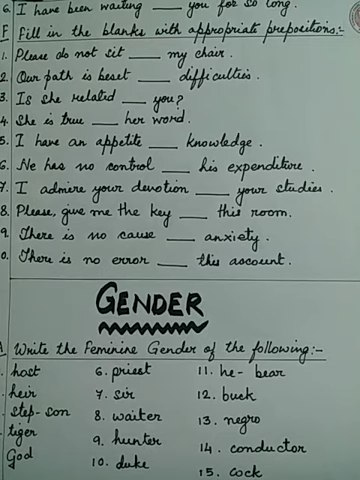 6. I have been waiting ___ you for so long.
F Fill in the blanks with appropriate prepositions:-
1. Please do not sit ___ my chair.
2. Our path is beset ___ difficulties.
3. Is she related ___ you?
4. She is true ___ her word.
5. I have an appetite ___ knowledge.
6. He has no control ___ his expenditure.
7. I admire your devotion ___ your studies.
8. Please, give me the key ___ this room.
9. There is no cause ___ anxiety.
0. There is no error ___ this account.
GENDER
A Write the Feminine Gender of the following:-
host 6. priest 11. he-bear
heir 7. sir 12. buck
step-son 8. waiter 13. negro
tiger 9. hunter 14. conductor
God 10. duke 15. cock